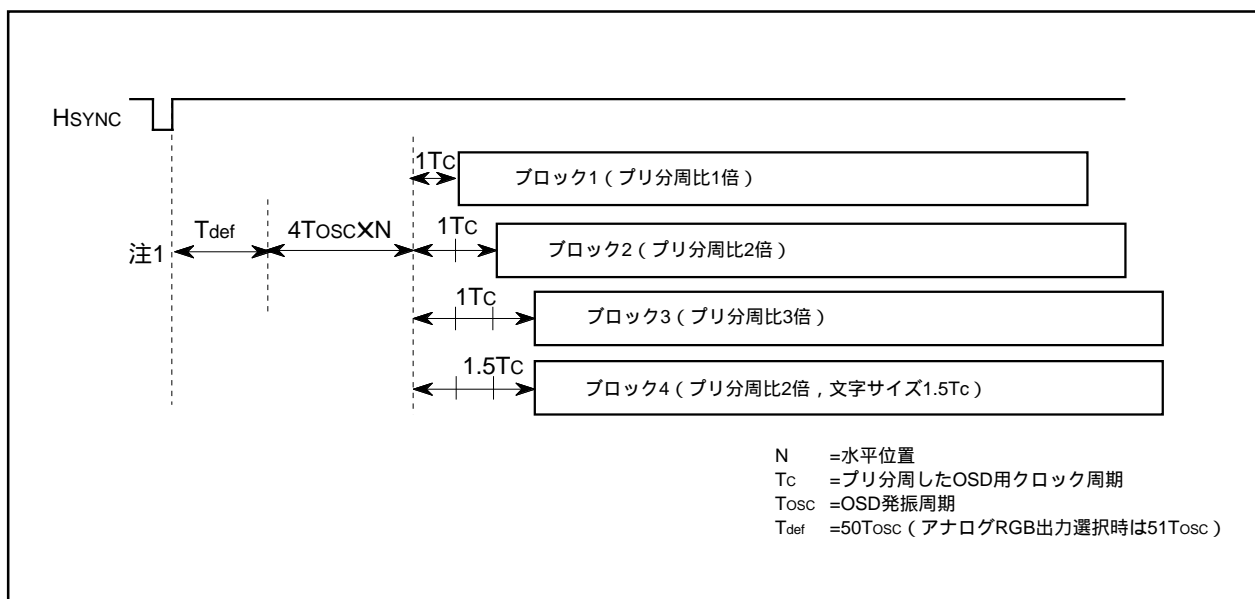 HSYNC
1TC
ブロック1（プリ分周比1倍）
注1
Tdef
4TOSC×N
1TC
ブロック2（プリ分周比2倍）
1TC
ブロック3（プリ分周比3倍）
1.5TC
ブロック4（プリ分周比2倍，文字サイズ1.5Tc）
N =水平位置
TC =プリ分周したOSD用クロック周期
TOSC =OSD発振周期
Tdef =50TOSC（アナログRGB出力選択時は51TOSC）